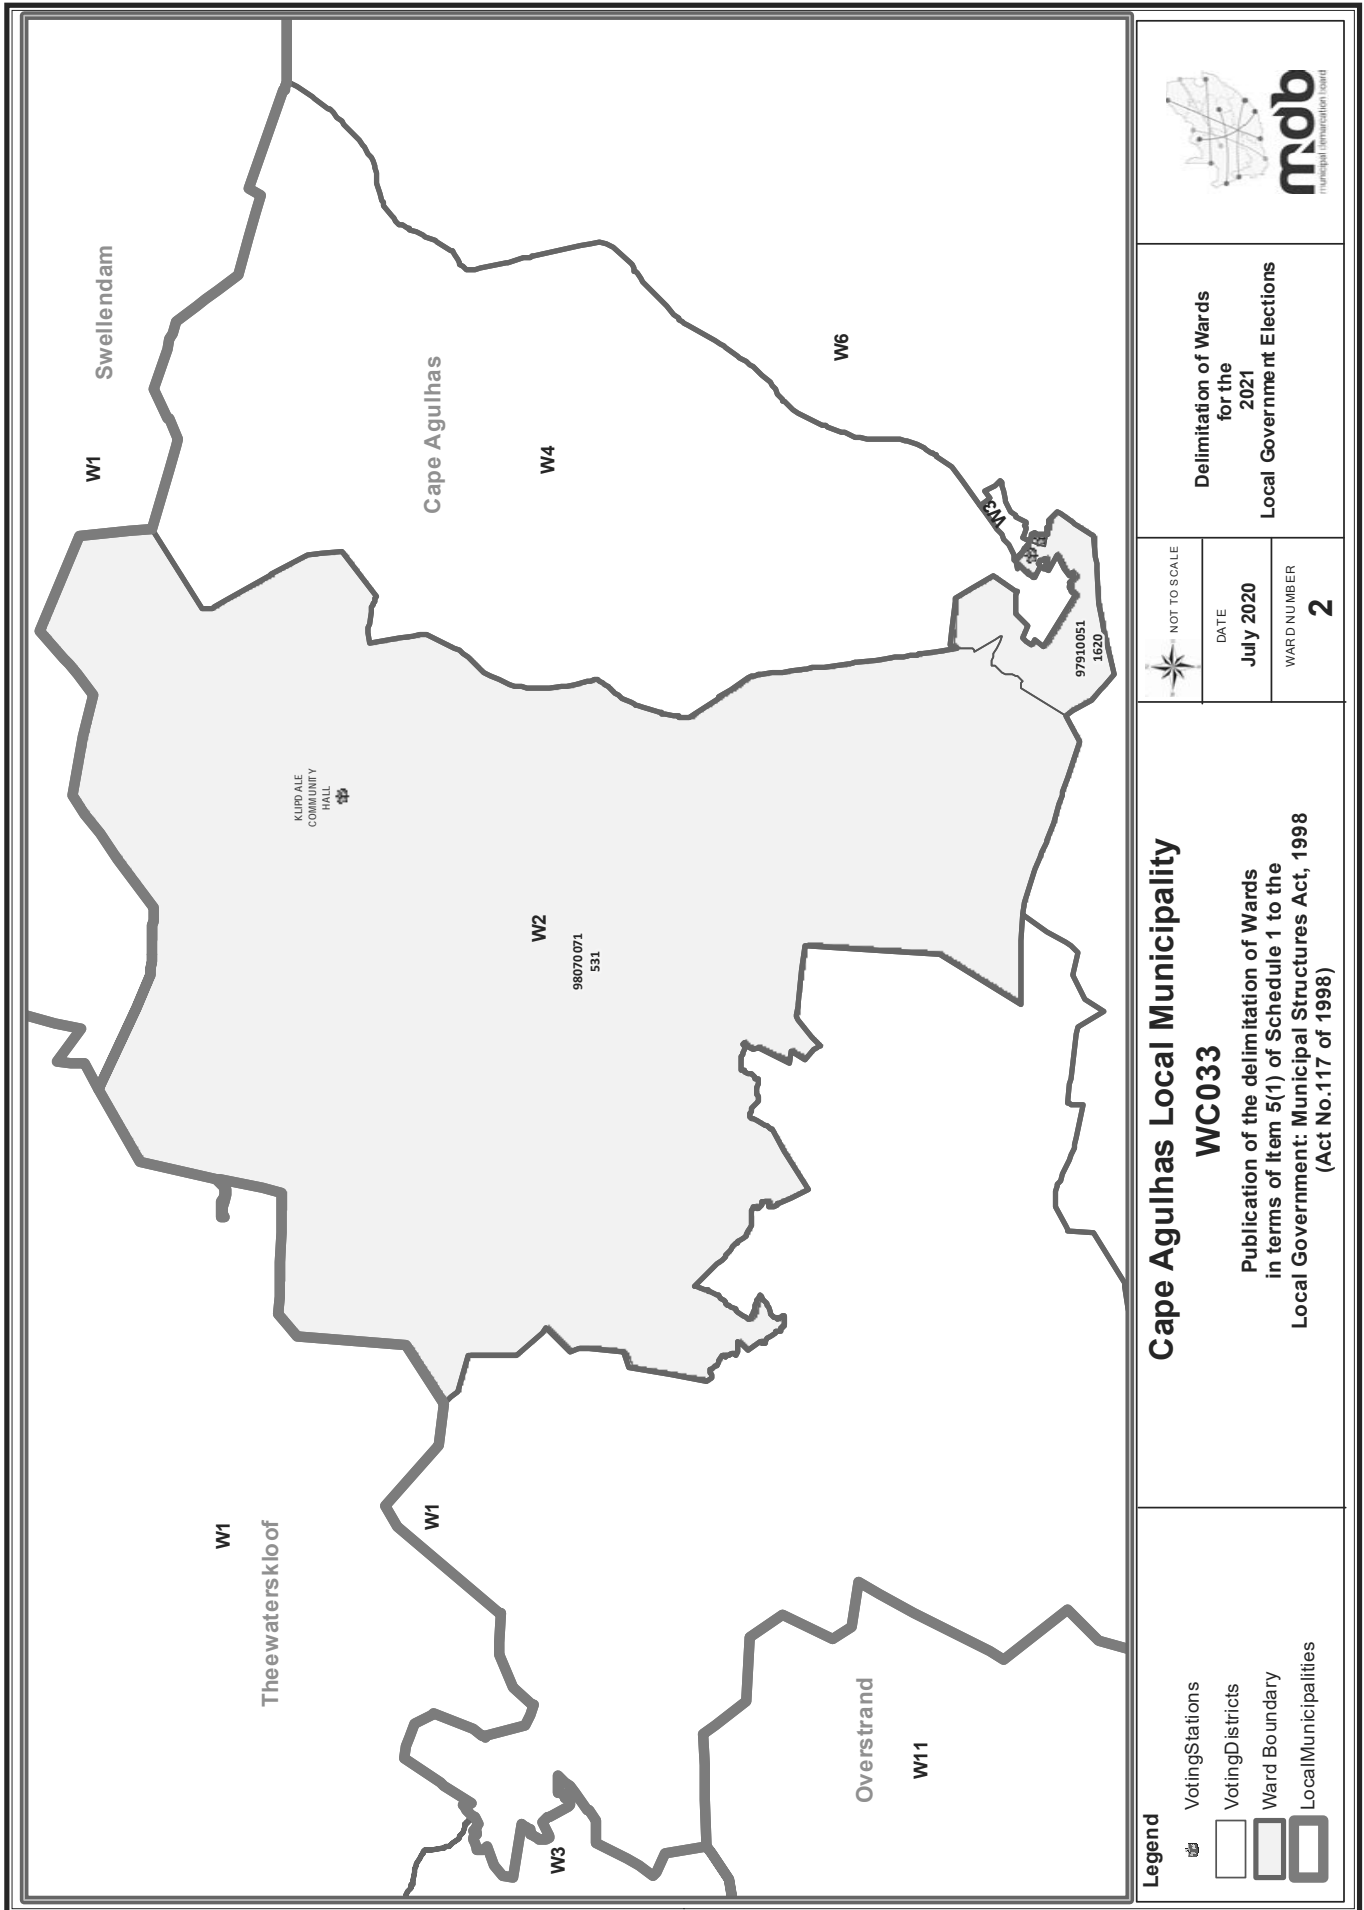 Swellendam
W1
Cape Agulhas
W4
W6
W3
KLIPDALE
COMMUNITY
HALL
W2
98070071
531
97910051
1620
W1
Theewaterskloof
W1
W3
Overstrand
W11
Legend
VotingStations
VotingDistricts
Ward Boundary
LocalMunicipalities
Cape Agulhas Local Municipality
WC033
Publication of the delimitation of Wards
in terms of Item 5(1) of Schedule 1 to the
Local Government: Municipal Structures Act, 1998
(Act No.117 of 1998)
NOT TO SCALE
DATE
July 2020
WARD NUMBER
2
Delimitation of Wards
for the
2021
Local Government Elections
mdb
municipal demarcation board